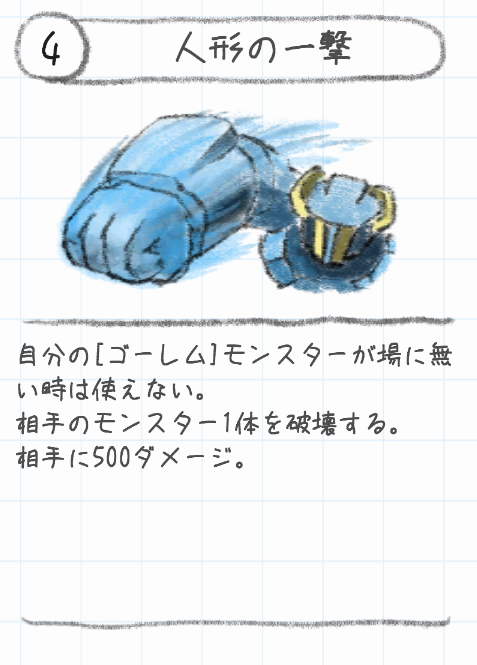 4
人形の一撃
自分の[ゴーレム]モンスターが場に無
い時は使えない。
相手のモンスター1体を破壊する。
相手に500ダメージ。